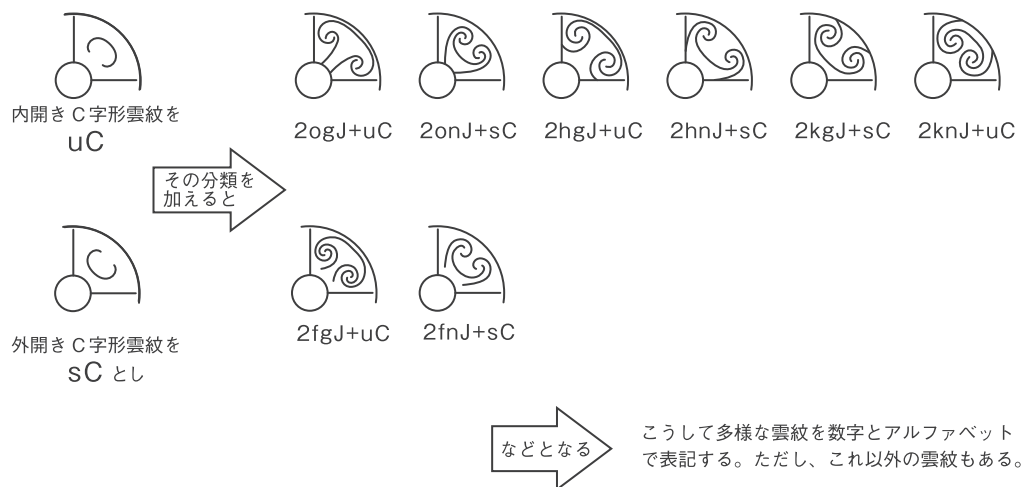 内開きC字形雲紋を
uC
その分類を
加えると
2ogJ+uC
2onJ+sC
2hgJ+uC
2hnJ+sC
2kgJ+sC
2knJ+uC
外開きC字形雲紋を
sC とし
2fgJ+uC
2fnJ+sC
などとなる
こうして多様な雲紋を数字とアルファベット
で表記する。ただし、これ以外の雲紋もある。